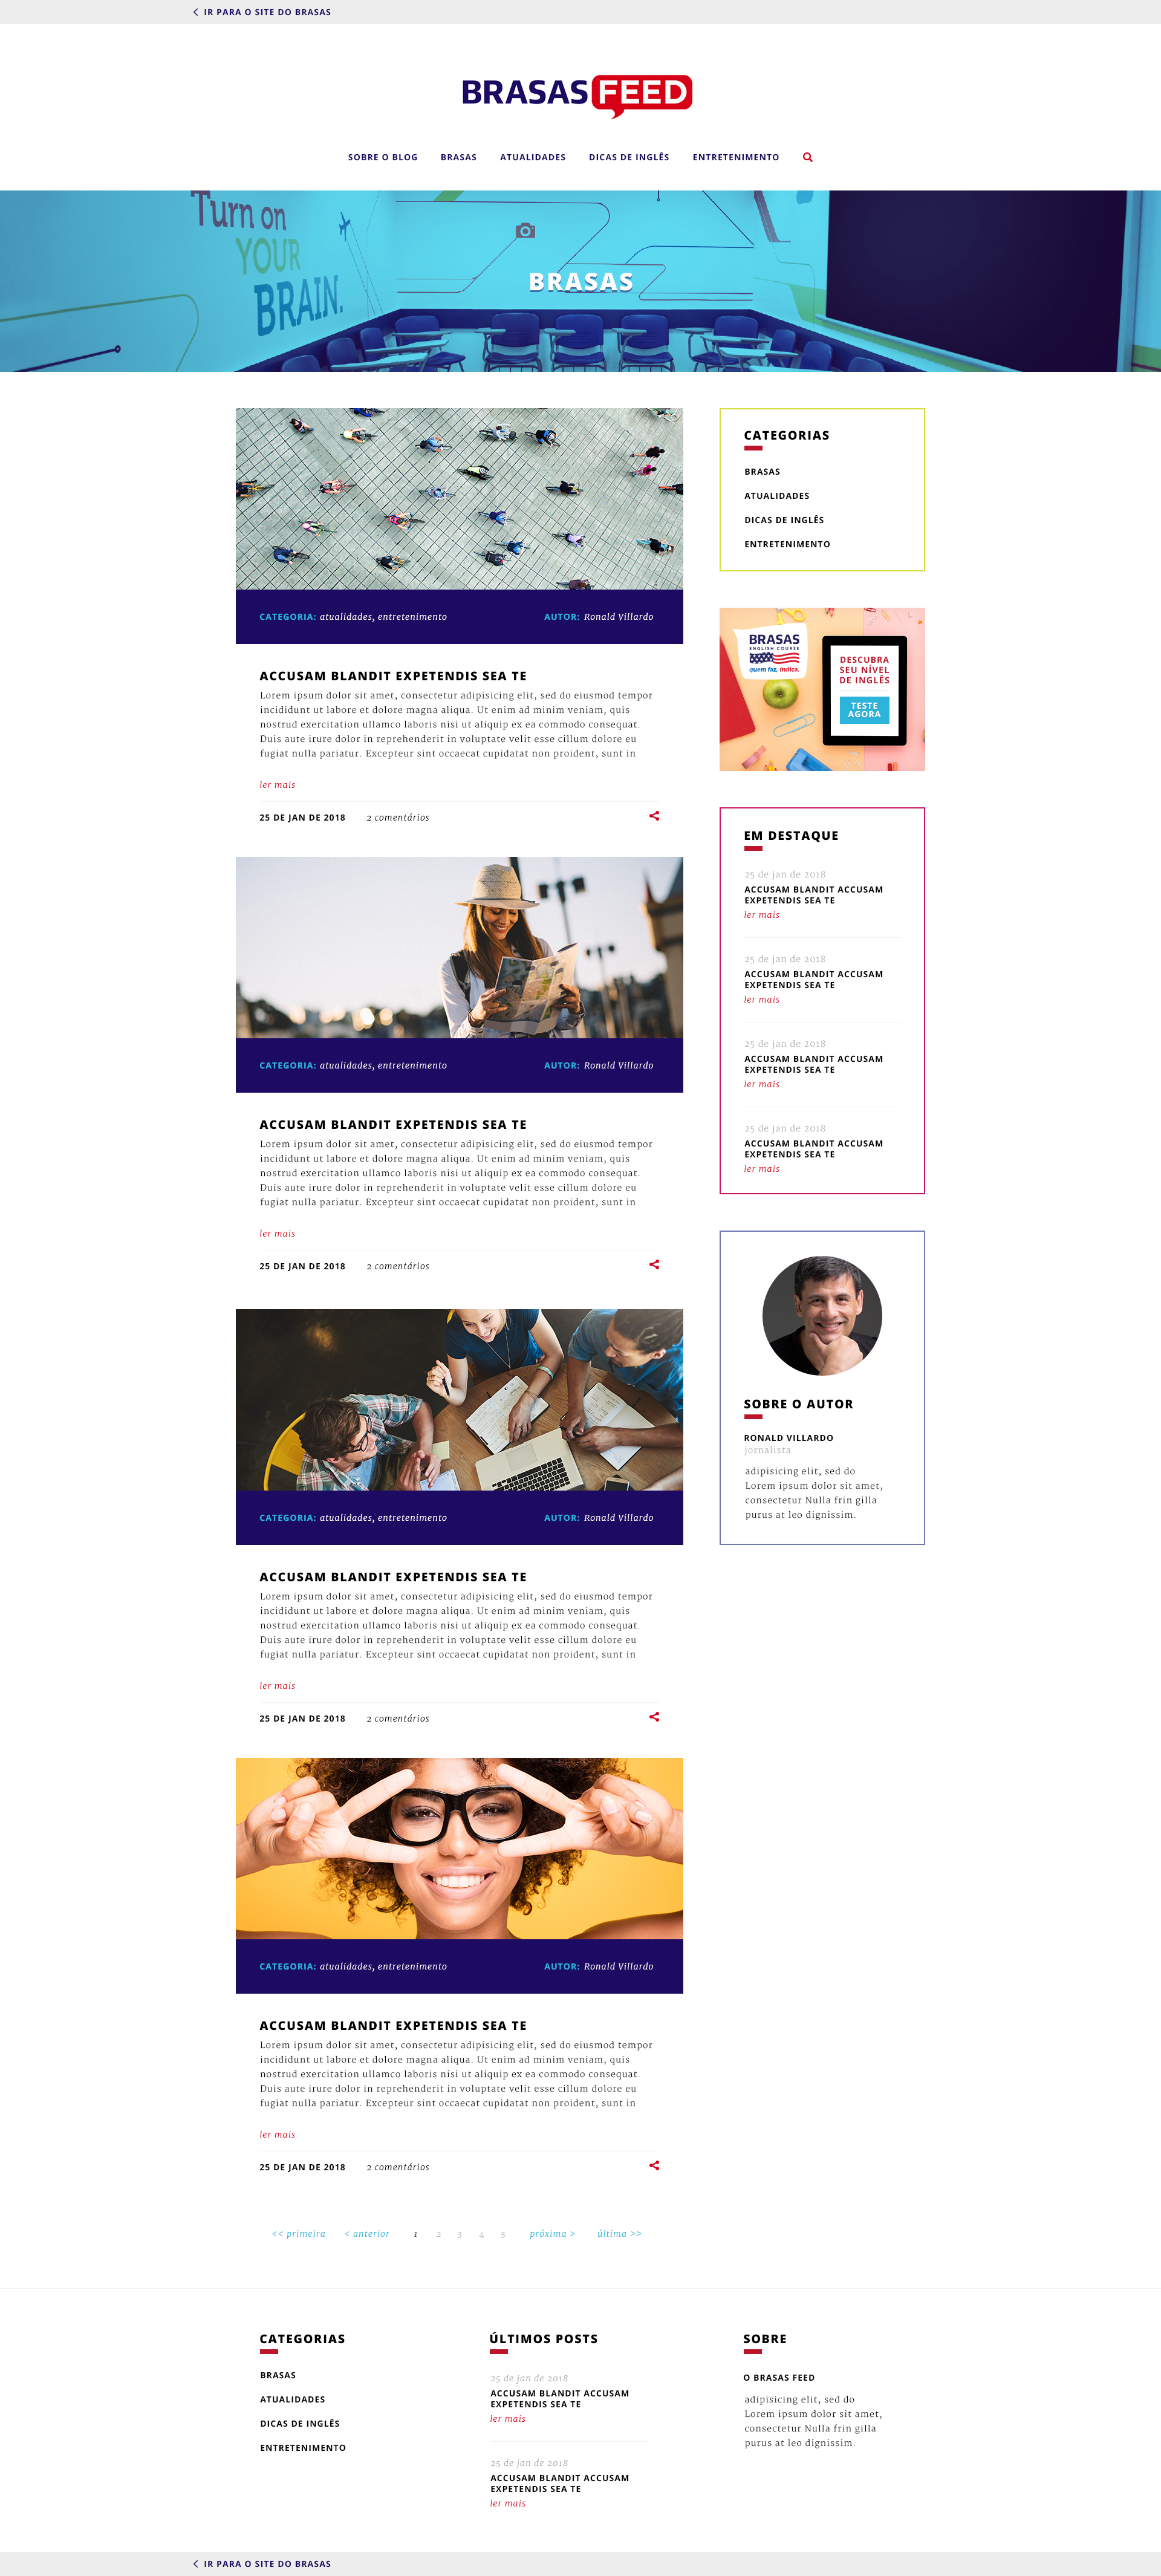 IR PARA O SITE DO BRASAS
BRASAS FEED
SOBRE O BLOG BRASAS ATUALIDADES DICAS DE INGLÊS ENTRETENIMENTO
Turn on
YOUR
BRAIN.
BRASAS
CATEGORIA: atualidades, entretenimento AUTOR: Ronald Villardo
ACCUSAM BLANDIT EXPETENDIS SEA TE
Lorem ipsum dolor sit amet, consectetur adipisicing elit, sed do eiusmod tempor
incididunt ut labore et dolore magna aliqua. Ut enim ad minim veniam, quis
nostrud exercitation ullamco laboris nisi ut aliquip ex ea commodo consequat.
Duis aute irure dolor in reprehenderit in voluptate velit esse cillum dolore eu
fugiat nulla pariatur. Excepteur sint occaecat cupidatat non proident, sunt in
ler mais
25 DE JAN DE 2018 2 comentários
CATEGORIA: atualidades, entretenimento AUTOR: Ronald Villardo
ACCUSAM BLANDIT EXPETENDIS SEA TE
Lorem ipsum dolor sit amet, consectetur adipisicing elit, sed do eiusmod tempor
incididunt ut labore et dolore magna aliqua. Ut enim ad minim veniam, quis
nostrud exercitation ullamco laboris nisi ut aliquip ex ea commodo consequat.
Duis aute irure dolor in reprehenderit in voluptate velit esse cillum dolore eu
fugiat nulla pariatur. Excepteur sint occaecat cupidatat non proident, sunt in
ler mais
25 DE JAN DE 2018 2 comentários
CATEGORIA: atualidades, entretenimento AUTOR: Ronald Villardo
ACCUSAM BLANDIT EXPETENDIS SEA TE
Lorem ipsum dolor sit amet, consectetur adipisicing elit, sed do eiusmod tempor
incididunt ut labore et dolore magna aliqua. Ut enim ad minim veniam, quis
nostrud exercitation ullamco laboris nisi ut aliquip ex ea commodo consequat.
Duis aute irure dolor in reprehenderit in voluptate velit esse cillum dolore eu
fugiat nulla pariatur. Excepteur sint occaecat cupidatat non proident, sunt in
ler mais
25 DE JAN DE 2018 2 comentários
CATEGORIA: atualidades, entretenimento AUTOR: Ronald Villardo
ACCUSAM BLANDIT EXPETENDIS SEA TE
Lorem ipsum dolor sit amet, consectetur adipisicing elit, sed do eiusmod tempor
incididunt ut labore et dolore magna aliqua. Ut enim ad minim veniam, quis
nostrud exercitation ullamco laboris nisi ut aliquip ex ea commodo consequat.
Duis aute irure dolor in reprehenderit in voluptate velit esse cillum dolore eu
fugiat nulla pariatur. Excepteur sint occaecat cupidatat non proident, sunt in
ler mais
25 DE JAN DE 2018 2 comentários
<< primeira < anterior 1 2 3 4 5 próxima > última >>
CATEGORIAS
BRASAS
ATUALIDADES
DICAS DE INGLÊS
ENTRETENIMENTO
BRASAS
ENGLISH COURSE
quem faz, indica.
DESCUBRA
SEU NÍVEL
DE INGLÊS
TESTE
AGORA
EM DESTAQUE
25 de jan de 2018
ACCUSAM BLANDIT ACCUSAM
EXPETENDIS SEA TE
ler mais
25 de jan de 2018
ACCUSAM BLANDIT ACCUSAM
EXPETENDIS SEA TE
ler mais
25 de jan de 2018
ACCUSAM BLANDIT ACCUSAM
EXPETENDIS SEA TE
ler mais
25 de jan de 2018
ACCUSAM BLANDIT ACCUSAM
EXPETENDIS SEA TE
ler mais
SOBRE O AUTOR
RONALD VILLARDO
jornalista
adipisicing elit, sed do
Lorem ipsum dolor sit amet,
consectetur Nulla frin gilla
purus at leo dignissim.
CATEGORIAS
BRASAS
ATUALIDADES
DICAS DE INGLÊS
ENTRETENIMENTO
ÚLTIMOS POSTS
25 de jan de 2018
ACCUSAM BLANDIT ACCUSAM
EXPETENDIS SEA TE
ler mais
25 de jan de 2018
ACCUSAM BLANDIT ACCUSAM
EXPETENDIS SEA TE
ler mais
SOBRE
O BRASAS FEED
adipisicing elit, sed do
Lorem ipsum dolor sit amet,
consectetur Nulla frin gilla
purus at leo dignissim.
IR PARA O SITE DO BRASAS